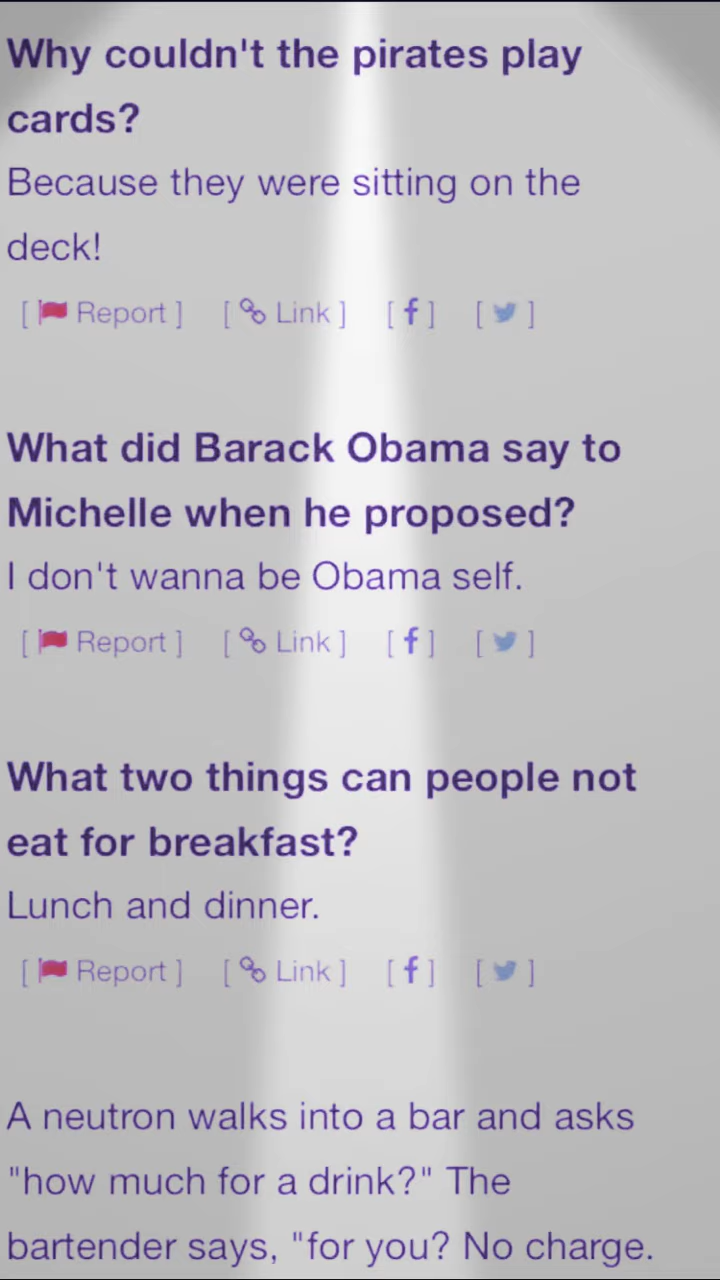 Why couldn't the pirates play
cards?
Because they were sitting on the
deck!
[ Report ] [ Link ] [ f ] [ ]
What did Barack Obama say to
Michelle when he proposed?
I don't wanna be Obama self.
[ Report ] [ Link ] [ f ] [ ]
What two things can people not
eat for breakfast?
Lunch and dinner.
[ Report ] [ Link ] [ f ] [ ]
A neutron walks into a bar and asks
"how much for a drink?" The
bartender says, "for you? No charge.